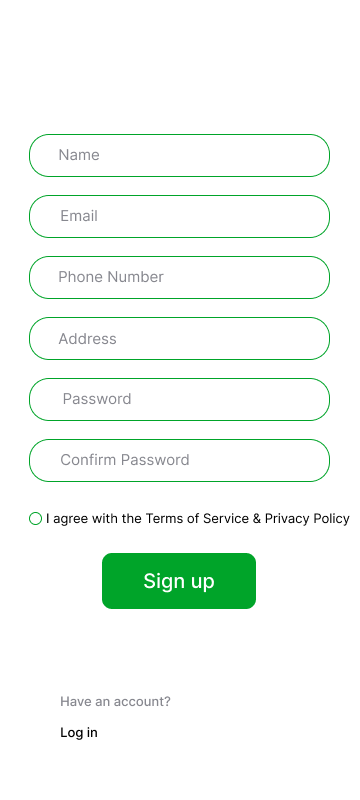 Name
Email
Phone Number
Address
Password
Confirm Password
I agree with the Terms of Service & Privacy Policy
Sign up
Have an account?
Log in